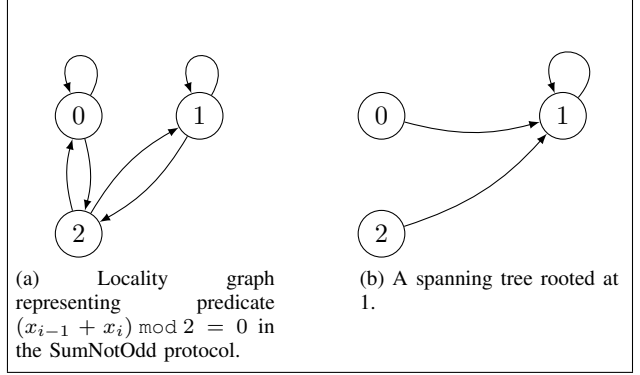 0
1
2
(a) Locality graph
representing predicate
(x_{i−1} + x_i) mod 2 = 0 in
the SumNotOdd protocol.
0
1
2
(b) A spanning tree rooted at
1.